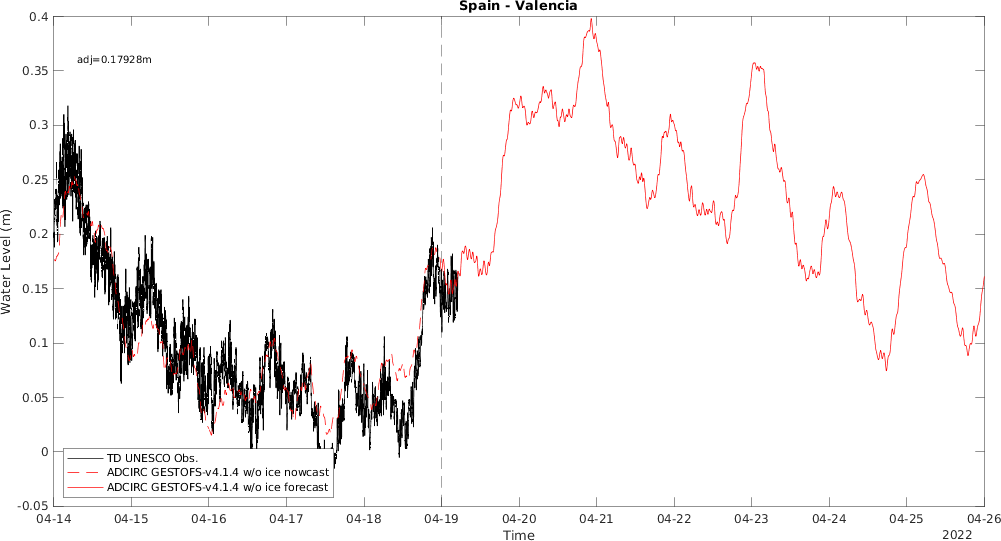 Spain - Valencia
adj=0.17928m
0.4
0.35
0.3
0.25
0.2
0.15
0.1
0.05
0
-0.05
Water Level (m)
TD UNESCO Obs.
ADCIRC GESTOFS-v4.1.4 w/o ice nowcast
ADCIRC GESTOFS-v4.1.4 w/o ice forecast
04-14 04-15 04-16 04-17 04-18 04-19 04-20 04-21 04-22 04-23 04-24 04-25 04-26
Time
2022